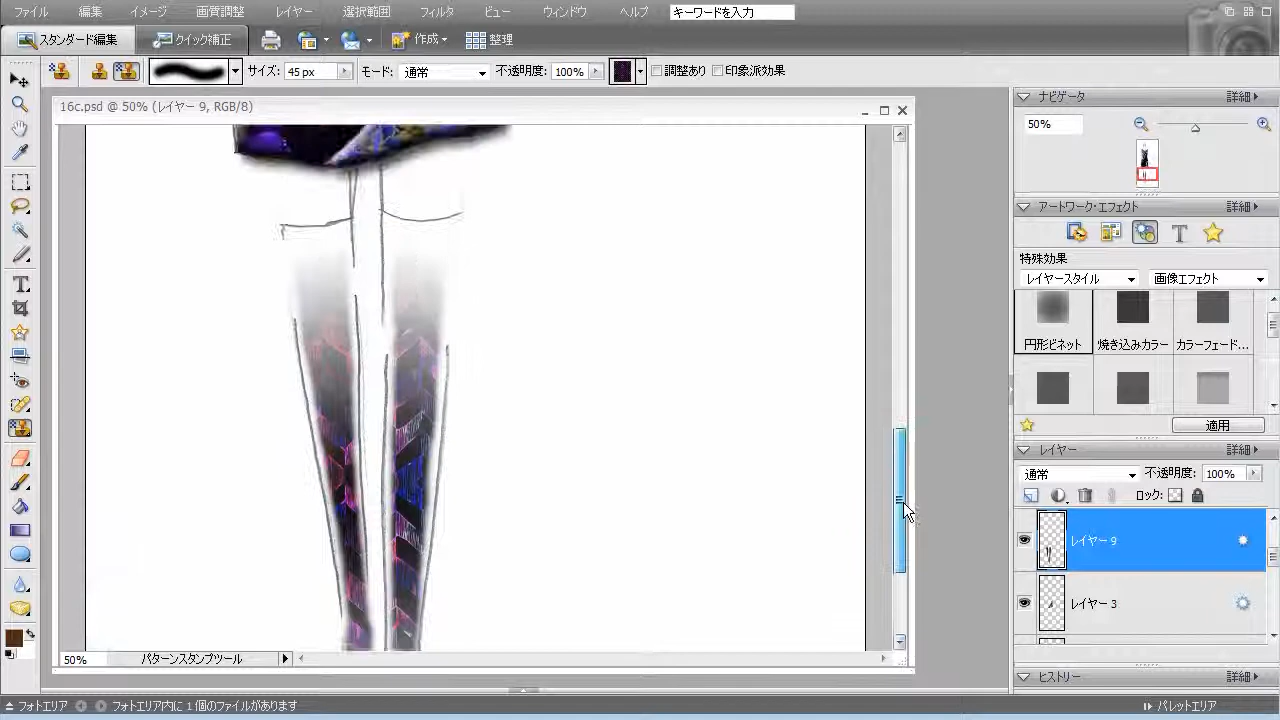 ファイル 編集 イメージ 画質調整 レイヤー 選択範囲 フィルタ ビュー ウィンドウ ヘルプ キーワードを入力
スタンダード編集 クイック補正 作成 整理
サイズ: 45 px モード: 通常 不透明度: 100% 調整あり 印象派効果
16c.psd @ 50% (レイヤー 9, RGB/8)
50% パターンスタンプツール
ナビゲータ 詳細
50%
アートワーク・エフェクト 詳細
特殊効果
レイヤースタイル 画像エフェクト
円形ビネット 焼き込みカラー カラーフェード...
適用
レイヤー 詳細
通常 不透明度: 100%
ロック:
レイヤー 9
レイヤー 3
ヒストリー 詳細
フォトエリア フォトエリア内に 1 個のファイルがあります パレットエリア